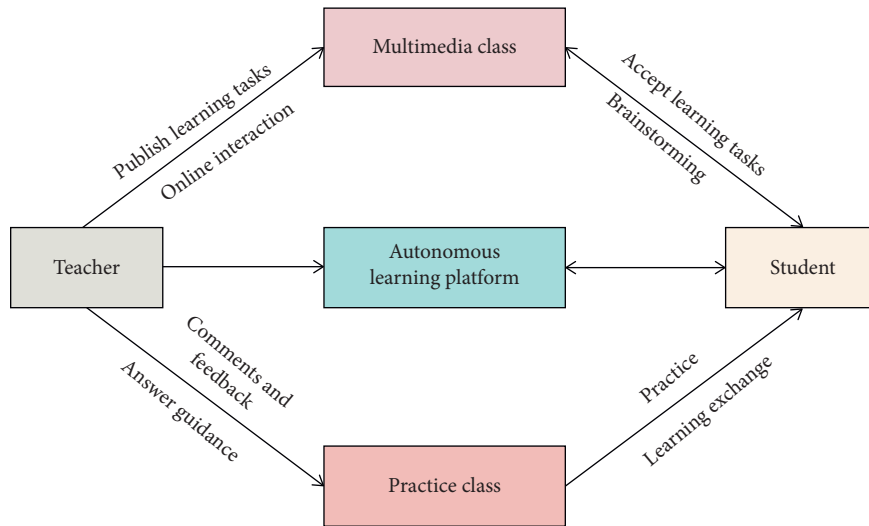 Multimedia class
Publish learning tasks
Online interaction
Accept learning tasks
Brainstorming
Teacher
Autonomous
learning platform
Student
Comments and
feedback
Answer guidance
Practice
Learning exchange
Practice class